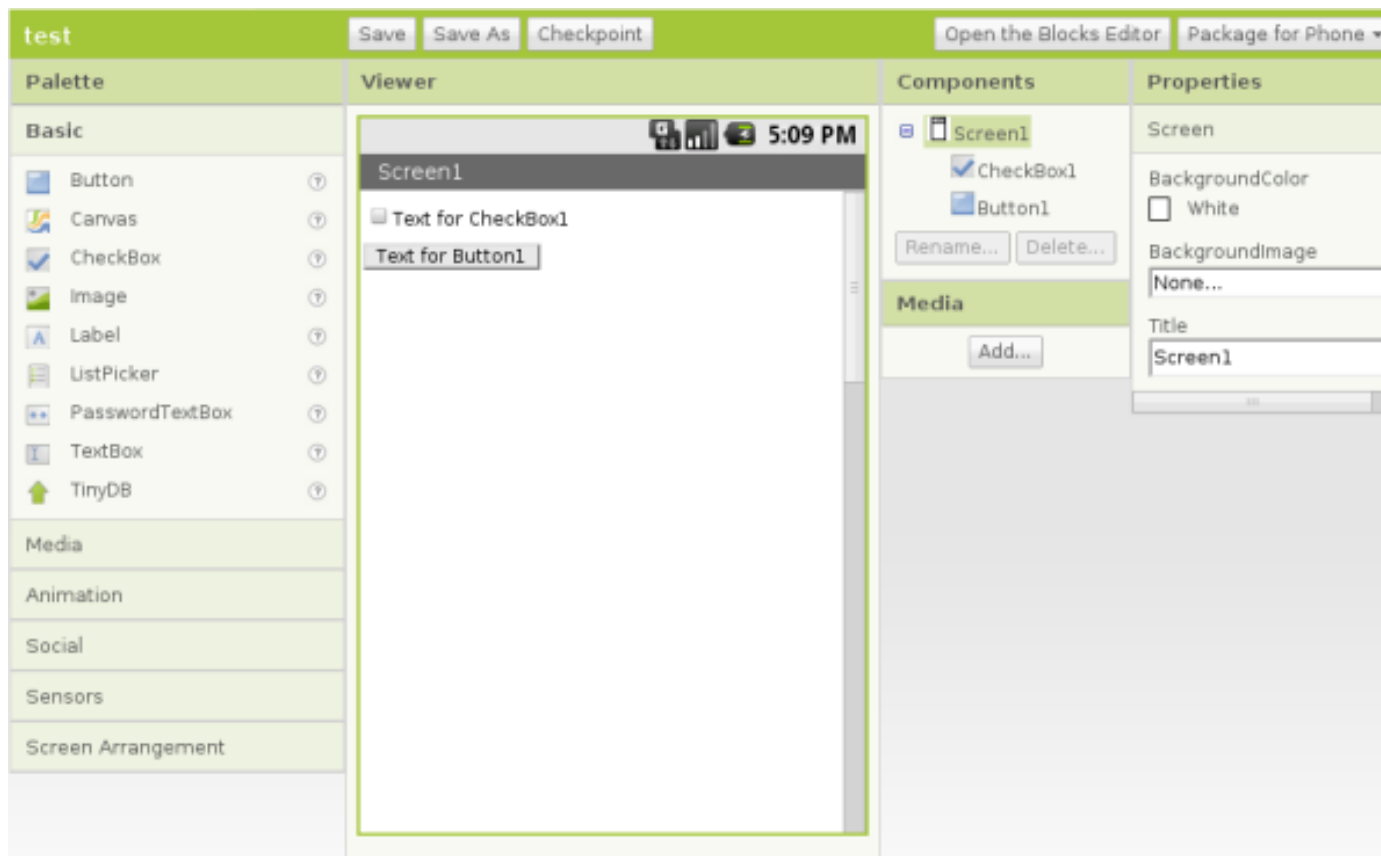 test
Save
Save As
Checkpoint
Open the Blocks Editor
Package for Phone
Palette
Basic
Button
Canvas
CheckBox
Image
Label
ListPicker
PasswordTextBox
TextBox
TinyDB
Media
Animation
Social
Sensors
Screen Arrangement
Viewer
5:09 PM
Screen1
Text for CheckBox1
Text for Button1
Components
Screen1
CheckBox1
Button1
Rename...
Delete...
Media
Add...
Properties
Screen
BackgroundColor
White
BackgroundImage
None...
Title
Screen1